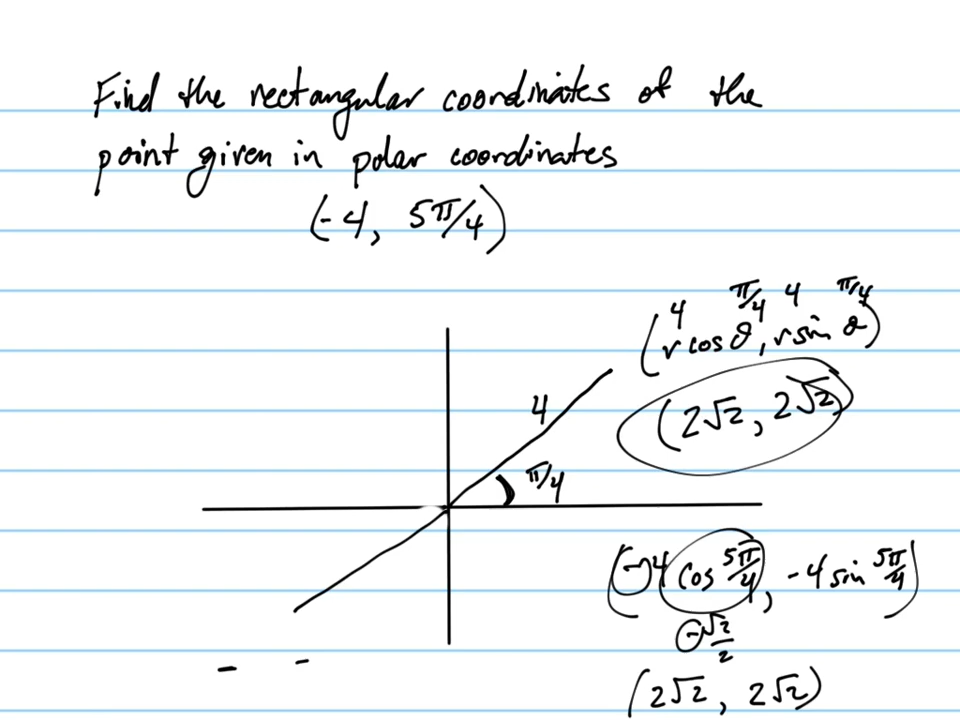 Find the rectangular coordinates of the
point given in polar coordinates
(-4, 5π/4)
4 π/4 4 π/4
(r cos θ, r sin θ)
4
(2√2, 2√2)
π/4
(-4 cos 5π/4, -4 sin 5π/4)
-√2/2
- -
(2√2, 2√2)